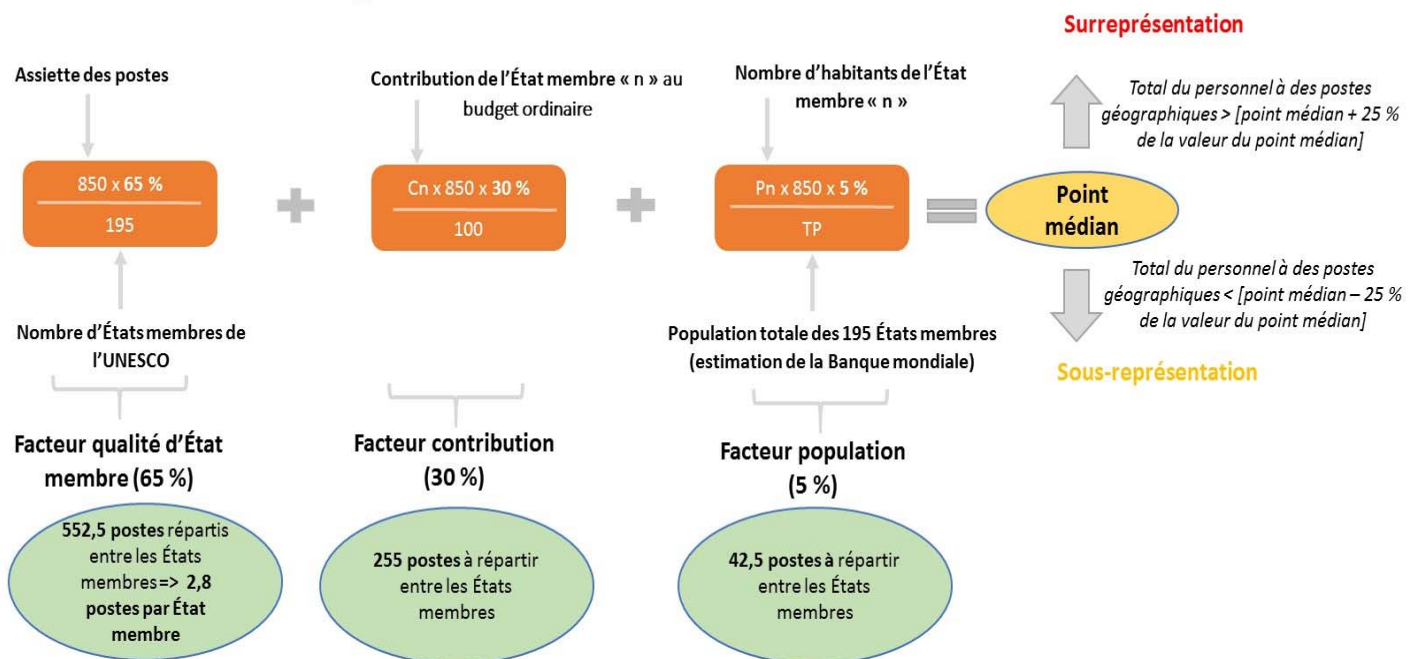 Surreprésentation
Assiette des postes
Contribution de l’État membre « n » au
budget ordinaire
Nombre d’habitants de l’État
membre « n »
Total du personnel à des postes
géographiques > [point médian + 25 %
de la valeur du point médian]
850 x 65 %
195
Cn x 850 x 30 %
100
Pn x 850 x 5 %
TP
Point
médian
Total du personnel à des postes
géographiques < [point médian – 25 %
de la valeur du point médian]
Sous-représentation
Nombre d’États membres de
l’UNESCO
Population totale des 195 États membres
(estimation de la Banque mondiale)
Facteur qualité d’État
membre (65 %)
Facteur contribution
(30 %)
Facteur population
(5 %)
552,5 postes répartis
entre les États
membres => 2,8
postes par État
membre
255 postes à répartir
entre les États
membres
42,5 postes à répartir
entre les États
membres